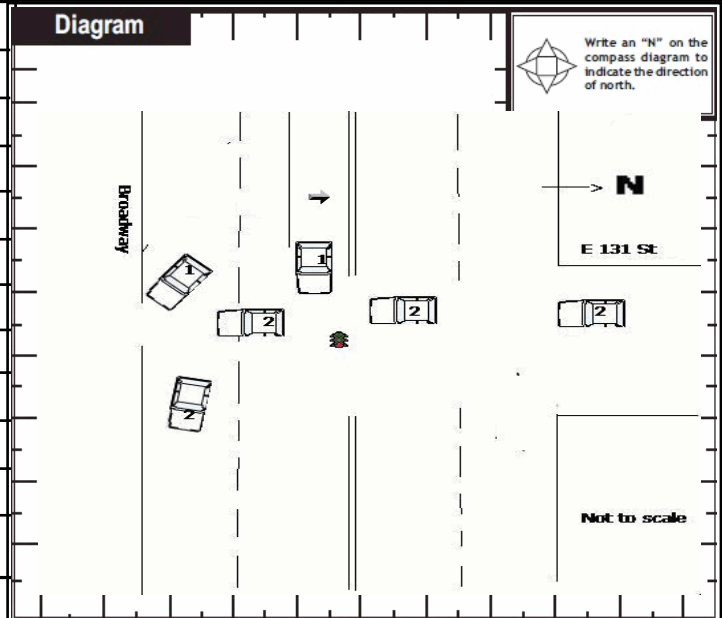 Diagram
Write an “N” on the
compass diagram to
indicate the direction
of north.
Broadway
N
E 131 St
1
1
2
2
2
2
Not to scale